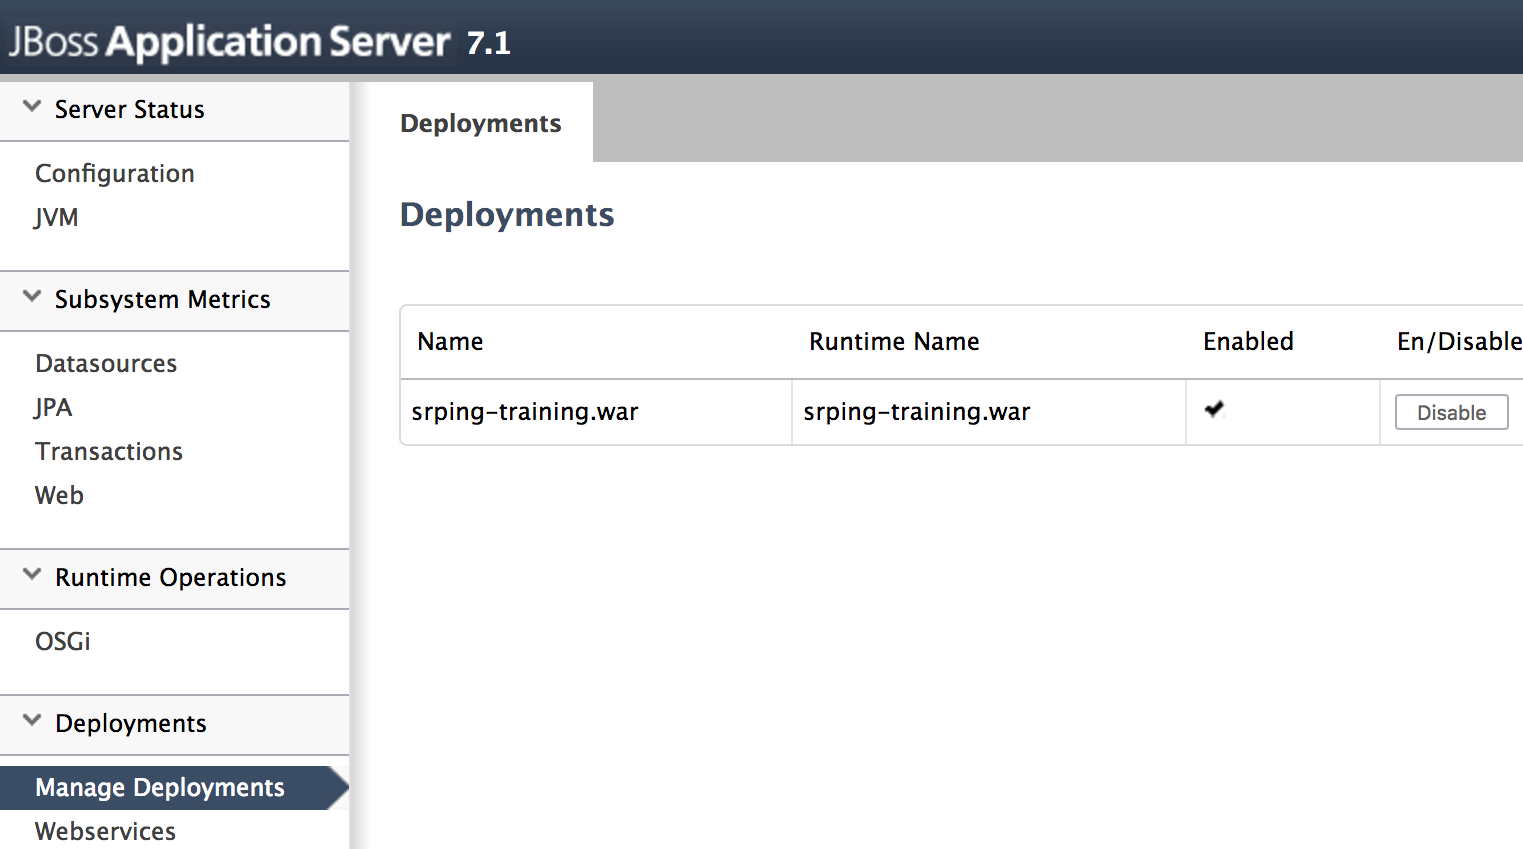 JBoss Application Server 7.1
Server Status
Configuration
JVM
Subsystem Metrics
Datasources
JPA
Transactions
Web
Runtime Operations
OSGi
Deployments
Manage Deployments
Webservices
Deployments
Deployments
Name Runtime Name Enabled En/Disable
srping-training.war srping-training.war Disable